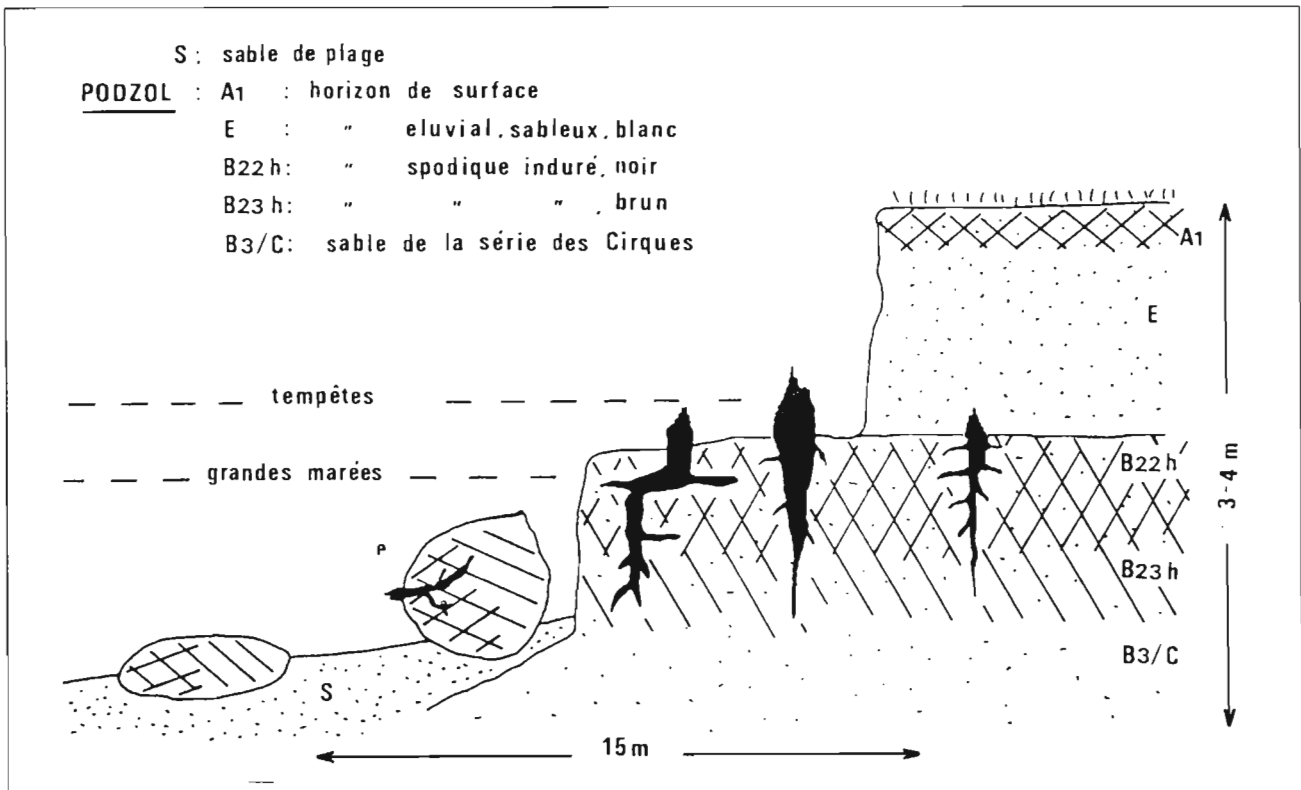 S : sable de plage
PODZOL : A1 : horizon de surface
E : " eluvial, sableux, blanc
B22 h : " spodique induré, noir
B23 h : " " " , brun
B3/C : sable de la série des Cirques
A1
E
tempêtes
grandes marées
B22 h
3-4 m
B23 h
B3/C
S
15 m